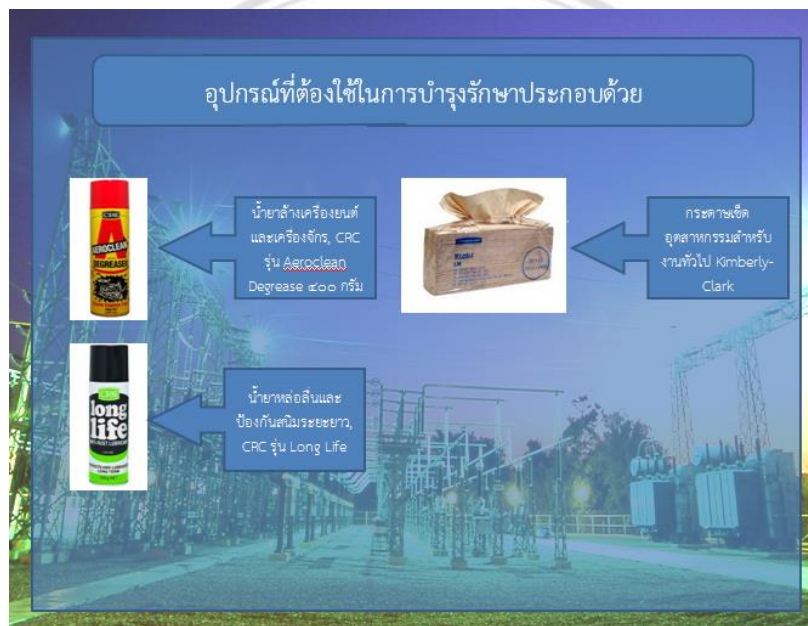 อุปกรณ์ที่ต้องใช้ในการบำรุงรักษาประกอบด้วย
น้ำยาล้างเครื่องยนต์
และเครื่องจักร, CRC
รุ่น Aeroclean
Degrease ๔๐๐ กรัม
กระดาษเช็ด
อุตสาหกรรมสำหรับ
งานทั่วไป Kimberly-
Clark
น้ำยาหล่อลื่นและ
ป้องกันสนิมระยะยาว,
CRC รุ่น Long Life
CRC
A
AEROCLEAN
DEGREASER
CRC
long
life